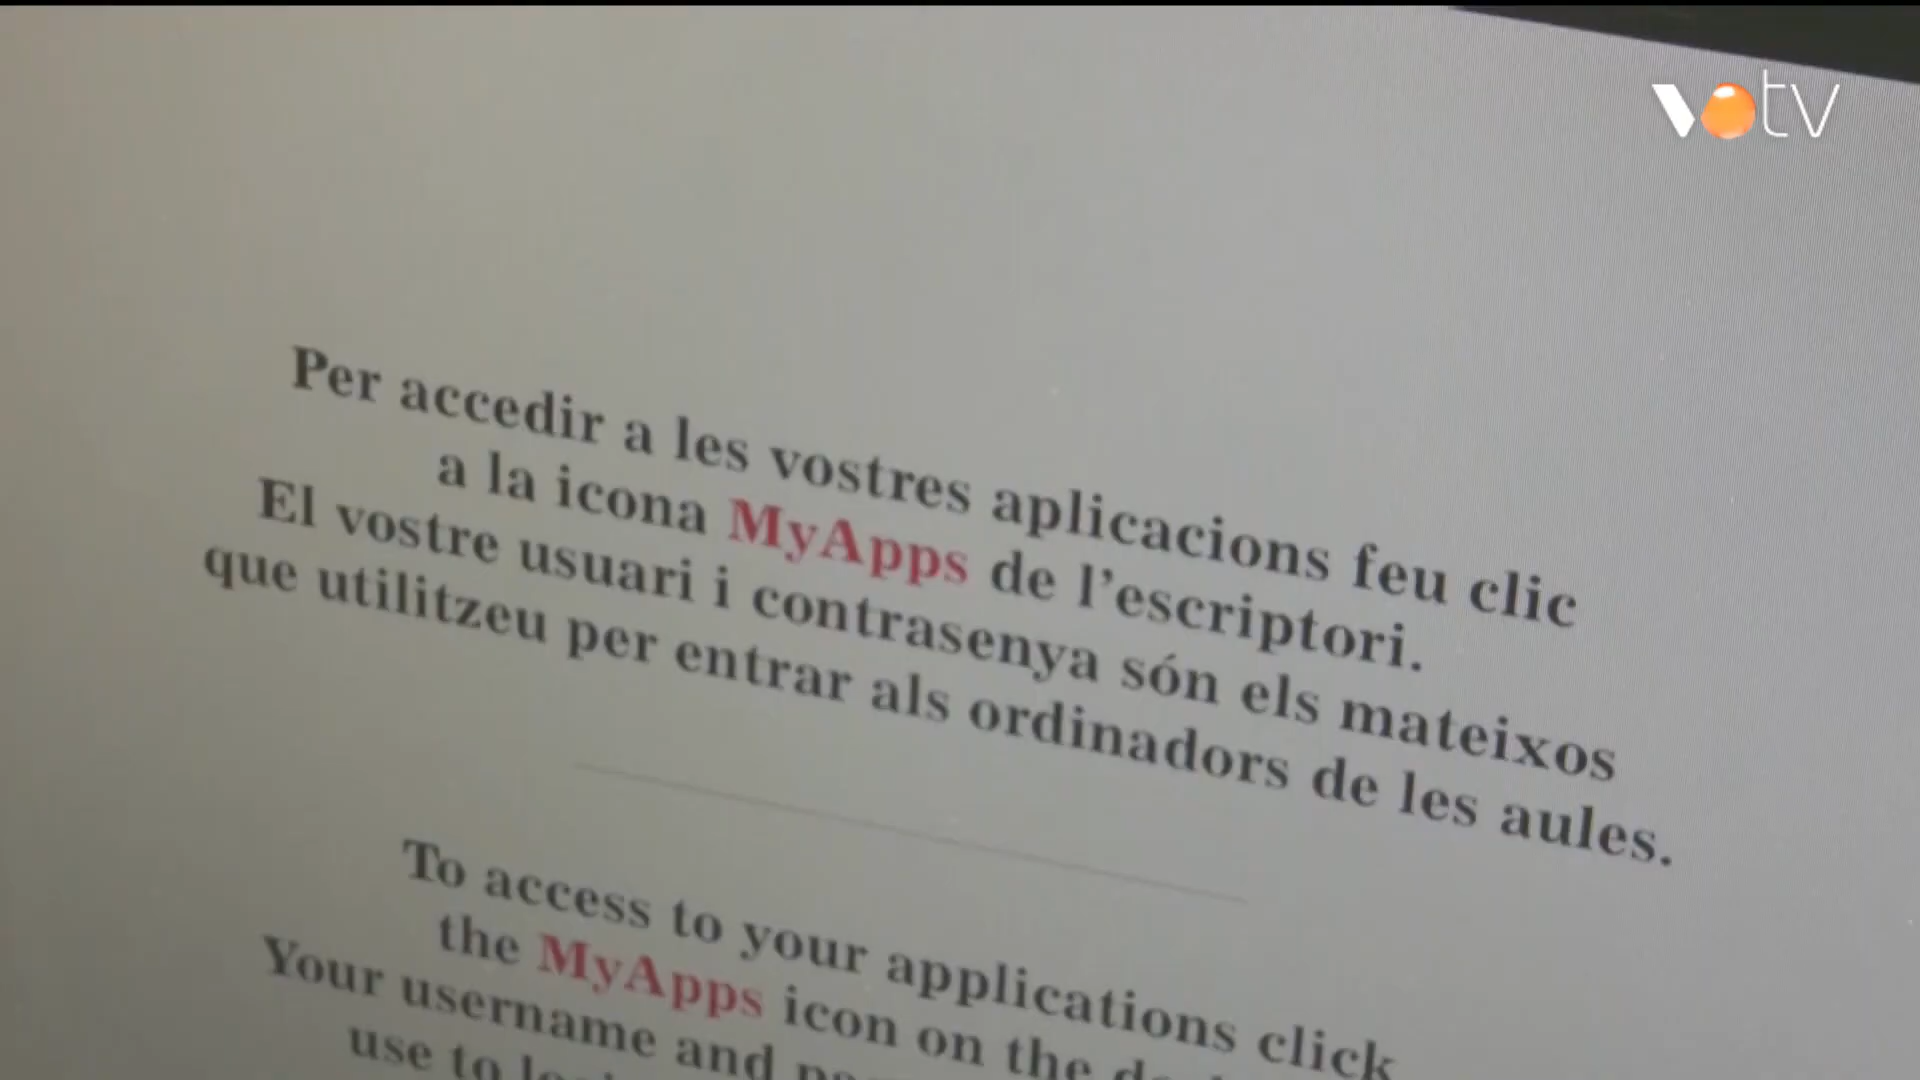 votv
Per accedir a les vostres aplicacions feu clic
a la icona MyApps de l'escriptori.
El vostre usuari i contrasenya són els mateixos
que utilitzeu per entrar als ordinadors de les aules.
To access to your applications click
the MyApps icon on the
Your username and
use to